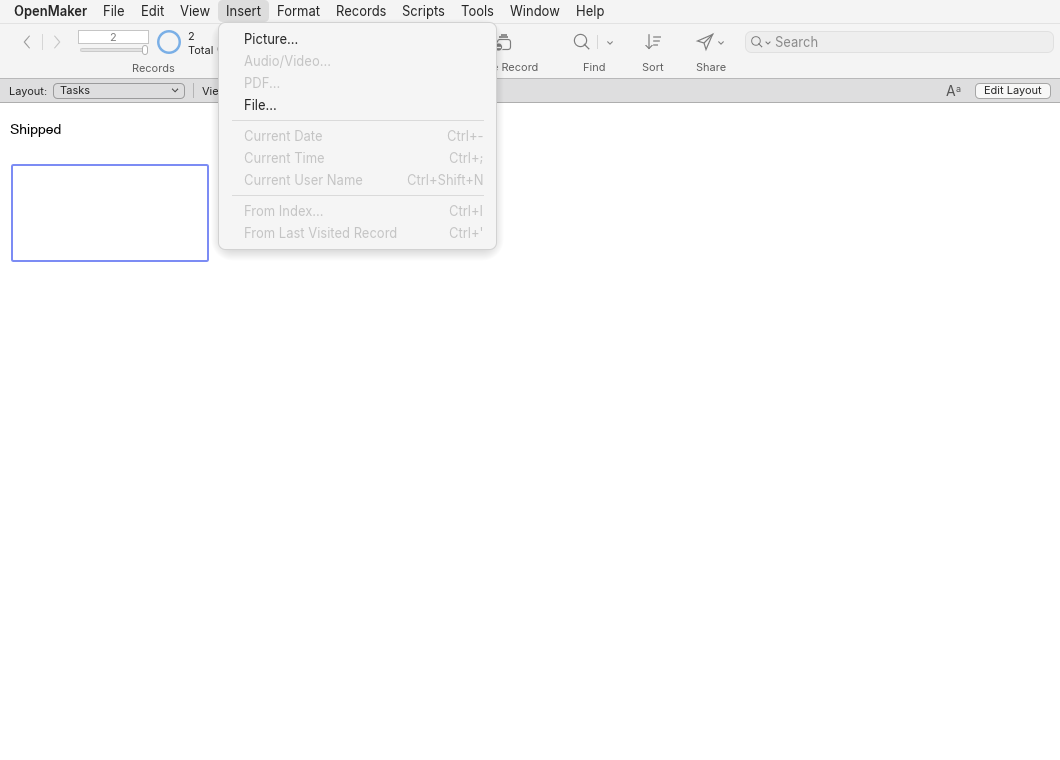 OpenMaker File Edit View Insert Format Records Scripts Tools Window Help
2
2
Total
Records
Record
Find
Sort
Share
Search
Layout: Tasks
Edit Layout
Aa
Picture...
Audio/Video...
PDF...
File...
Current Date Ctrl+-
Current Time Ctrl+;
Current User Name Ctrl+Shift+N
From Index... Ctrl+I
From Last Visited Record Ctrl+'
Shipped